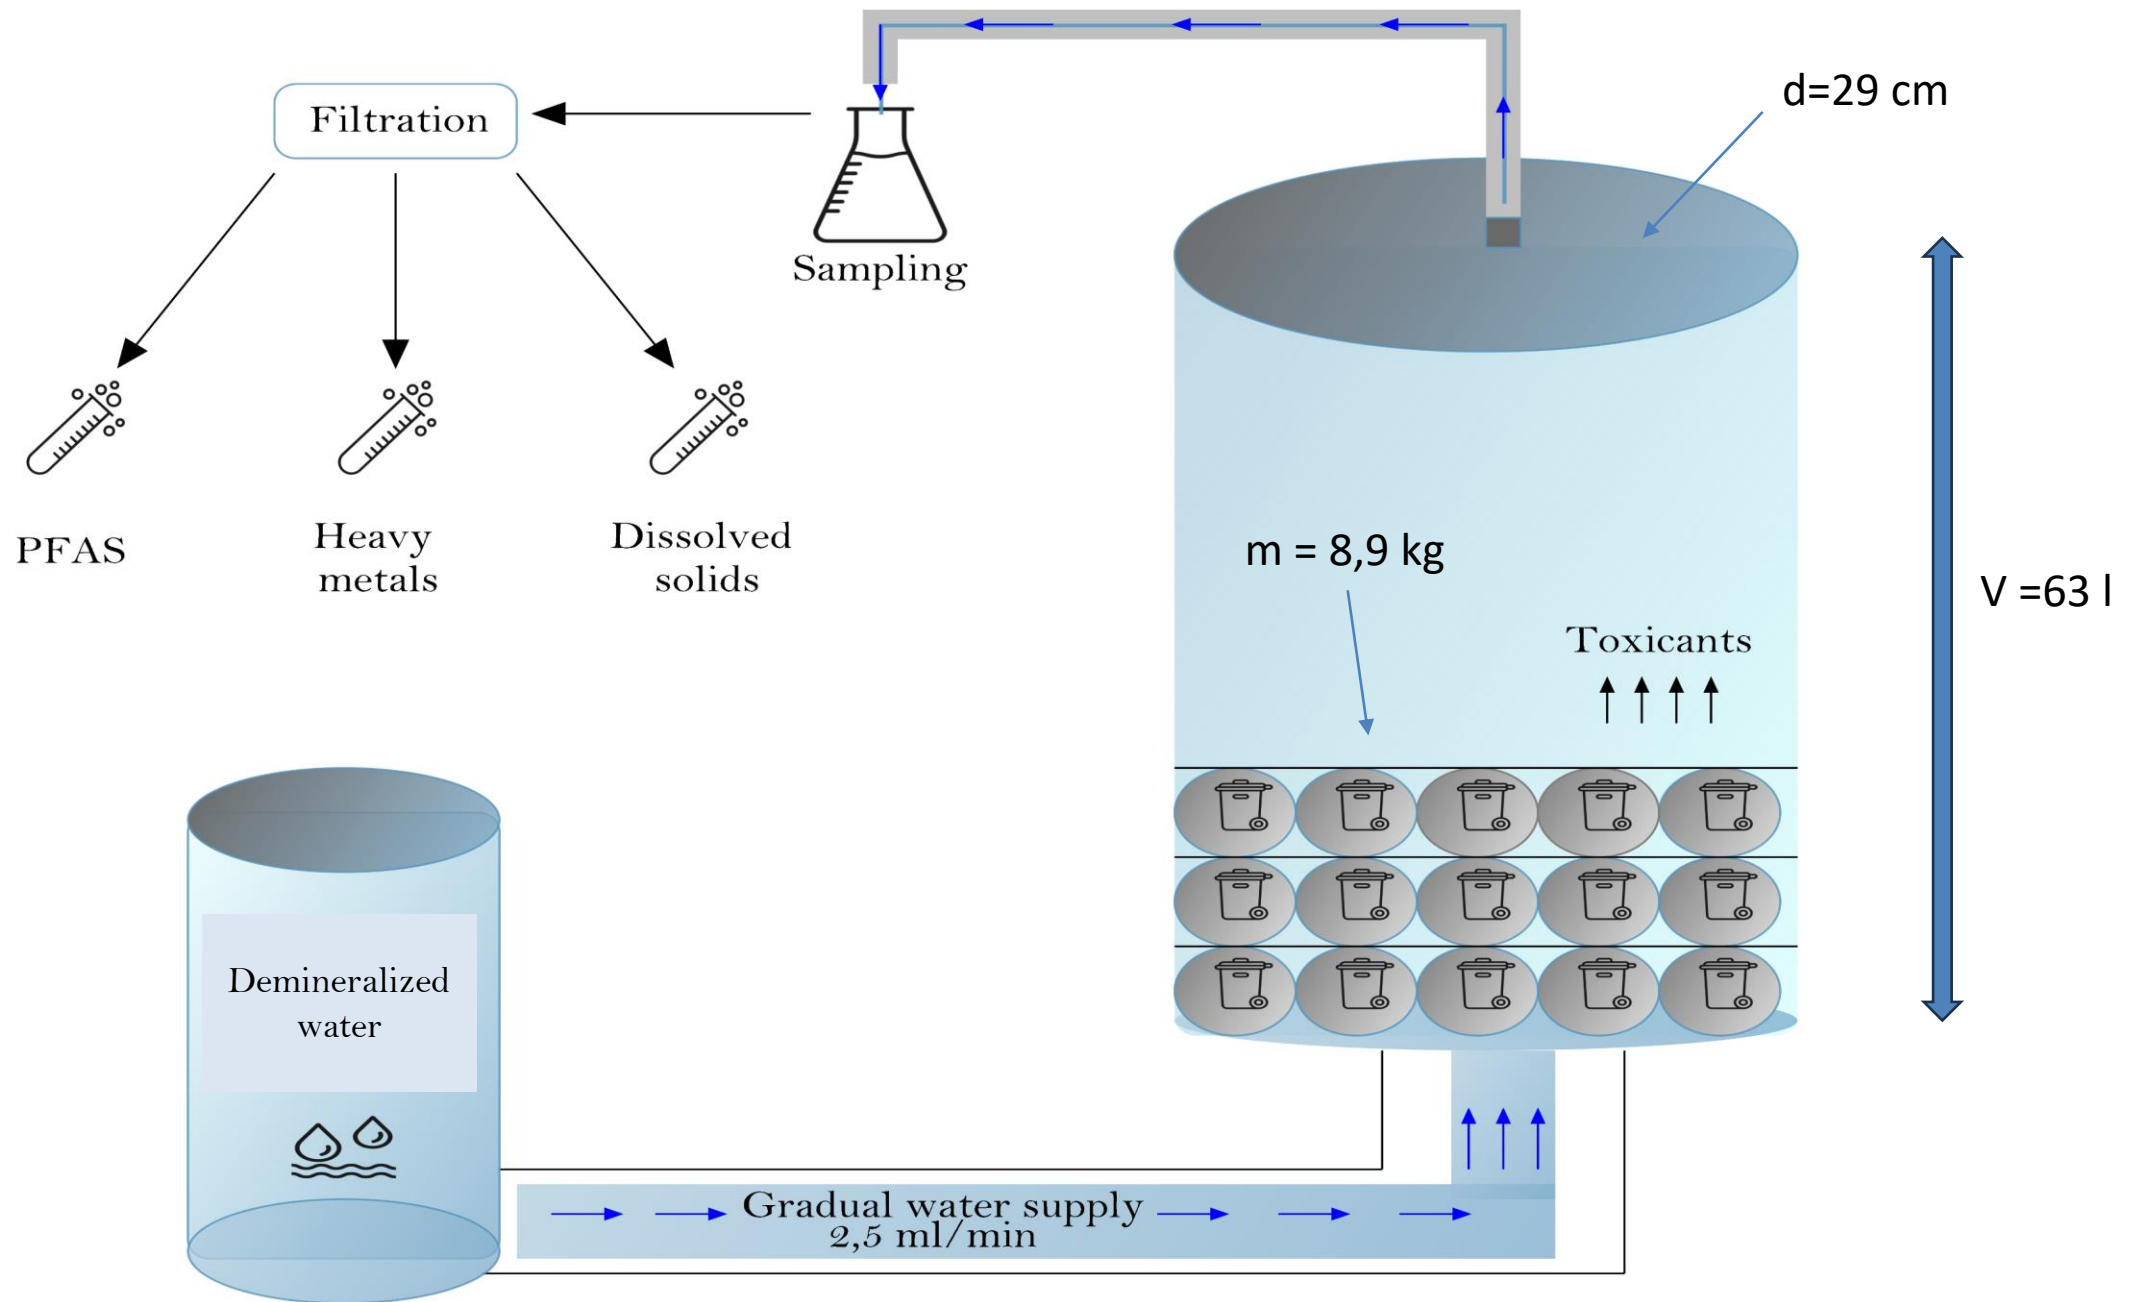 d=29 cm
Filtration
Sampling
PFAS
Heavy
metals
Dissolved
solids
m = 8,9 kg
V =63 l
Toxicants
Demineralized
water
Gradual water supply
2,5 ml/min